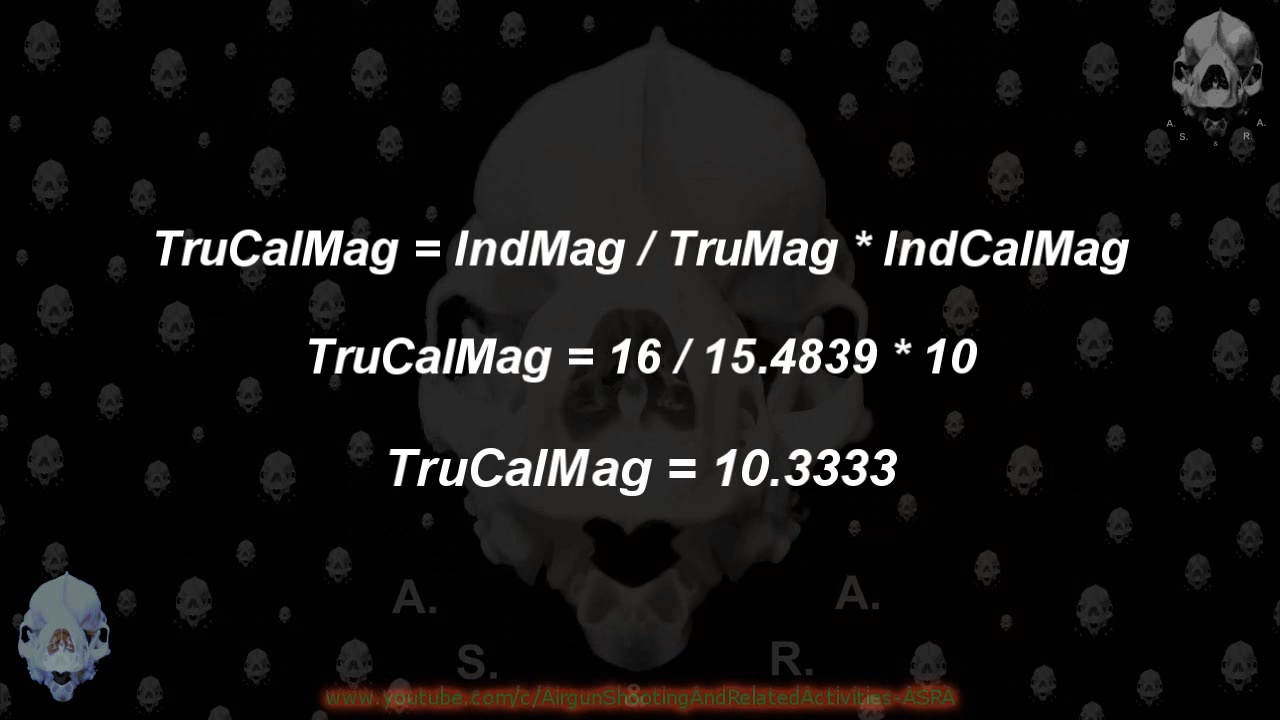 A. A.
S. R.
&
TruCalMag = IndMag / TruMag * IndCalMag
TruCalMag = 16 / 15.4839 * 10
TruCalMag = 10.3333
A. A.
S. R.
&
www.youtube.com/c/AirgunShootingAndRelatedActivities-ASRA